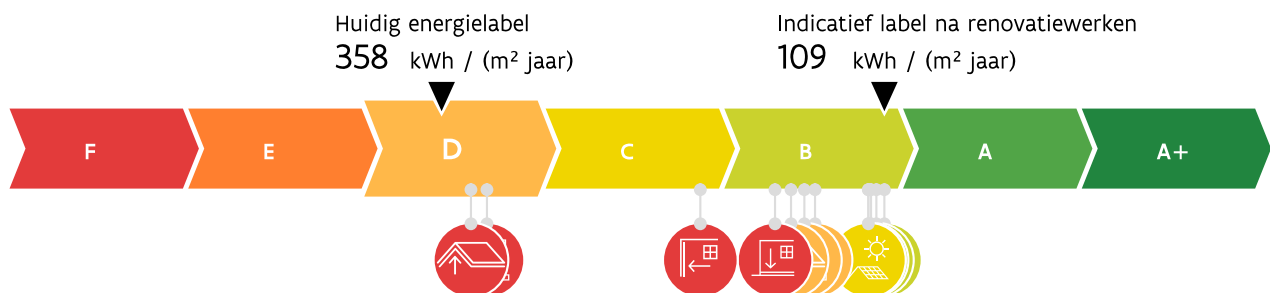 Huidig energielabel
358 kWh / (m² jaar)
Indicatief label na renovatiewerken
109 kWh / (m² jaar)
F E D C B A A+